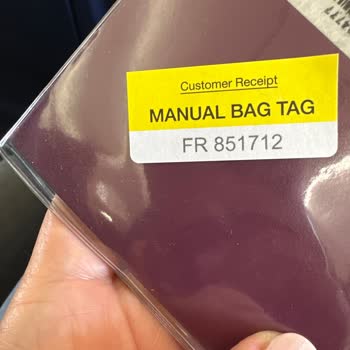 Customer Receipt
MANUAL BAG TAG
FR 851712